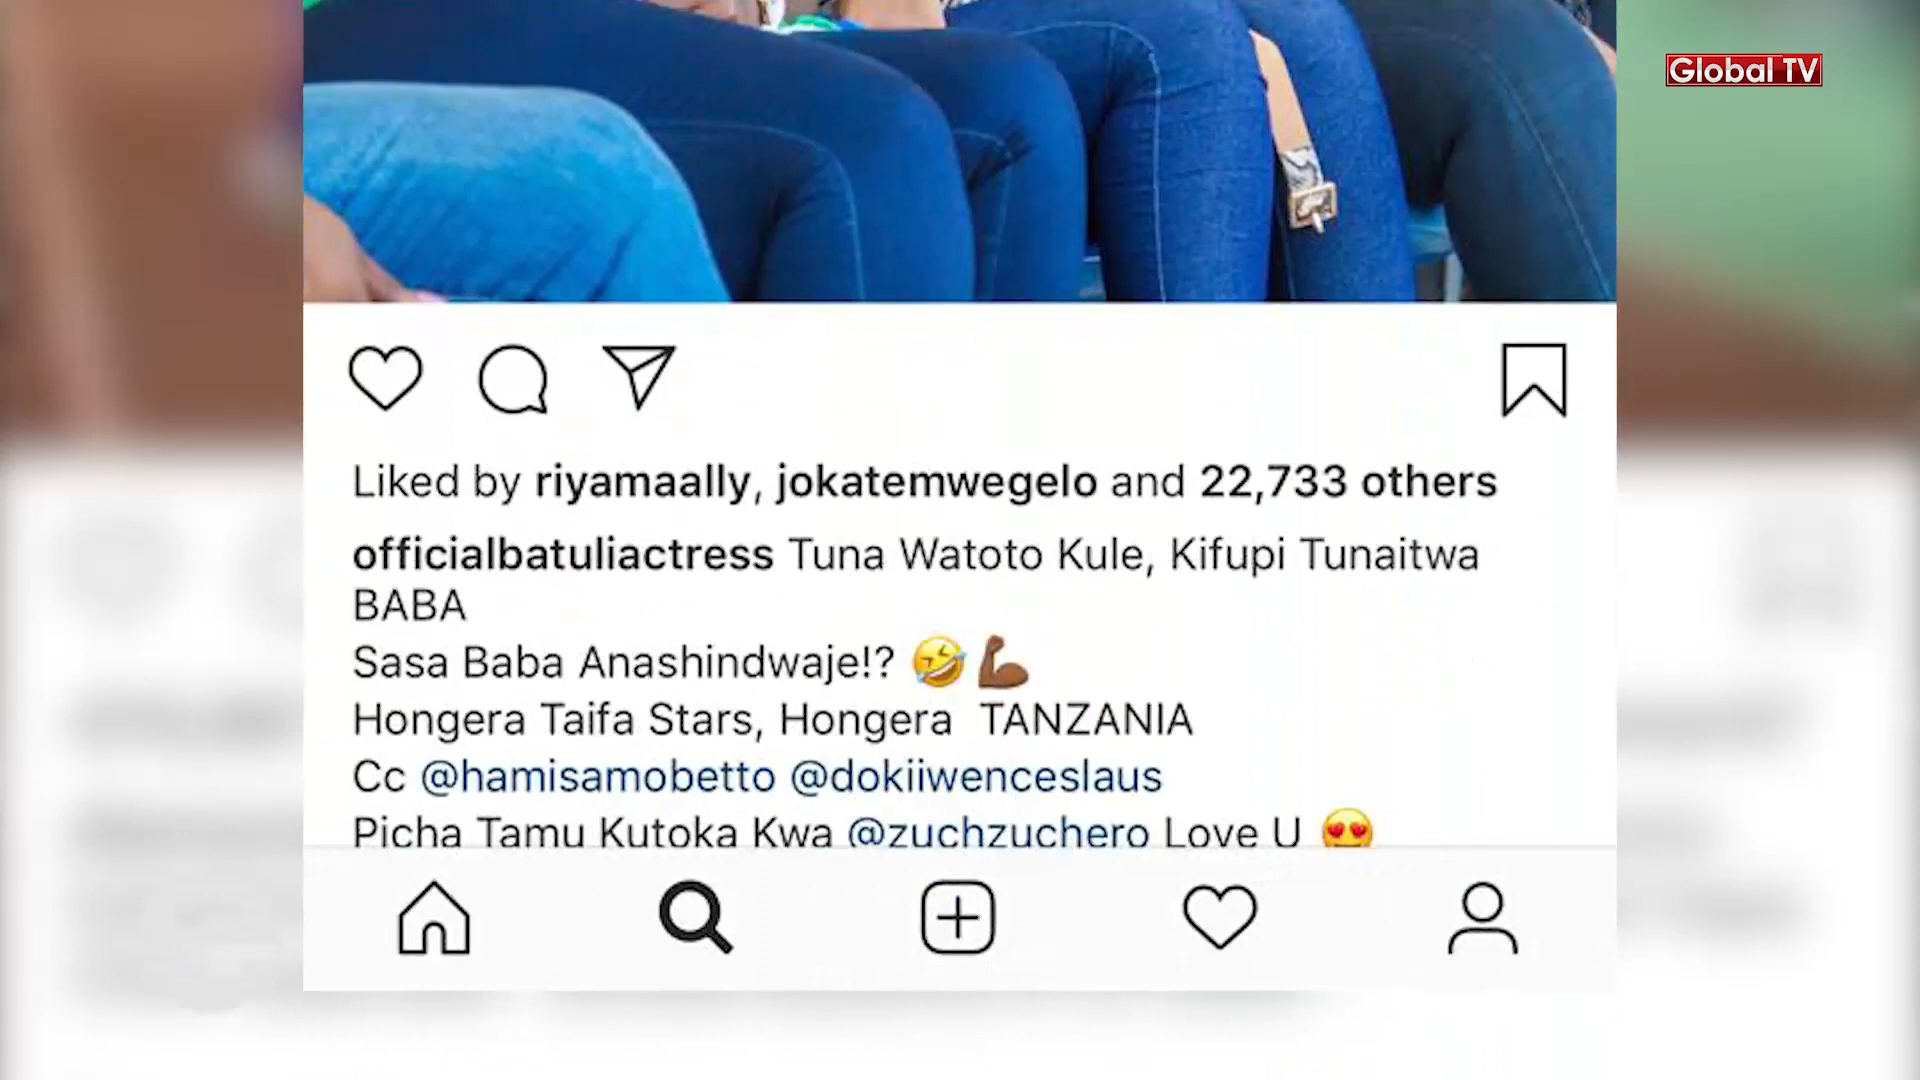 Global TV
Liked by riyamaally, jokatemwegelo and 22,733 others
officialbatuliactress Tuna Watoto Kule, Kifupi Tunaitwa
BABA
Sasa Baba Anashindwaje!? 🤣💪🏾
Hongera Taifa Stars, Hongera TANZANIA
Cc @hamisamobetto @dokiiwenceslaus
Picha Tamu Kutoka Kwa @zuchzuchero Love U 😍